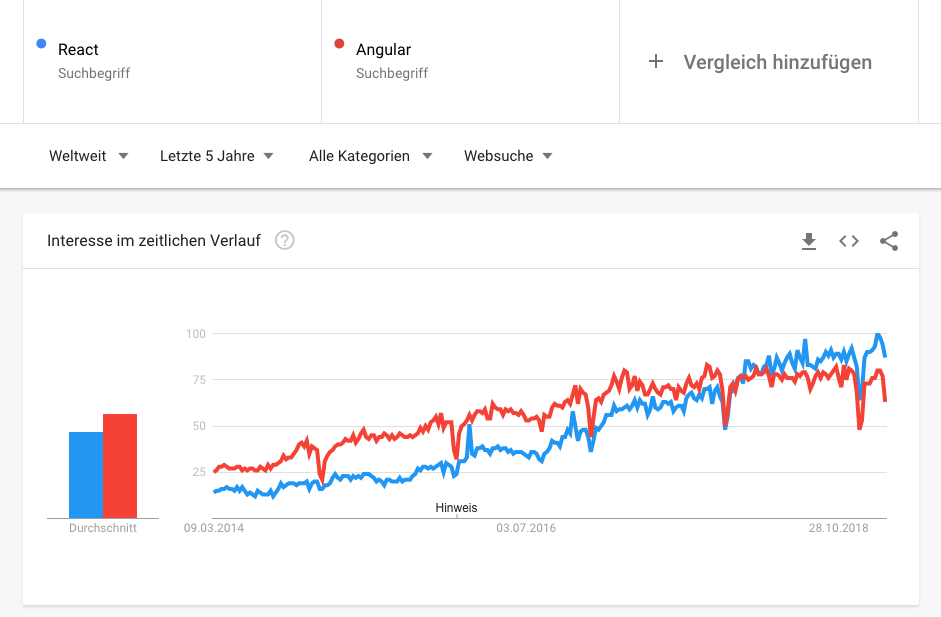 React
Suchbegriff
Angular
Suchbegriff
+ Vergleich hinzufügen
Weltweit
Letzte 5 Jahre
Alle Kategorien
Websuche
Interesse im zeitlichen Verlauf ?
100
75
50
25
Hinweis
Durchschnitt
09.03.2014
03.07.2016
28.10.2018